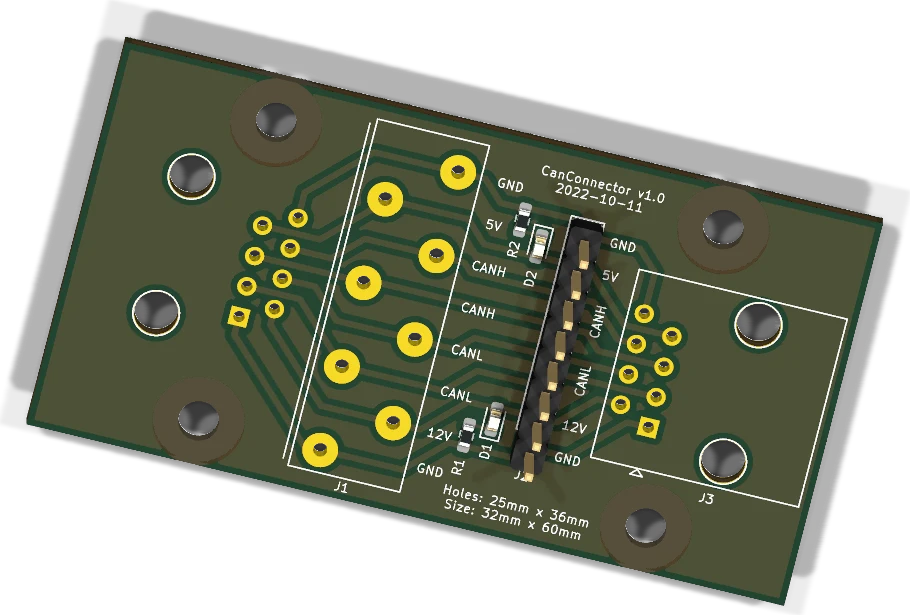 CanConnector v1.0
2022-10-11
GND
5V
R2
D2
CANH
CANH
CANL
CANL
12V
GND
R1
D1
GND
5V
CANH
CANL
12V
GND
J1
J3
Holes: 25mm x 36mm
Size: 32mm x 60mm